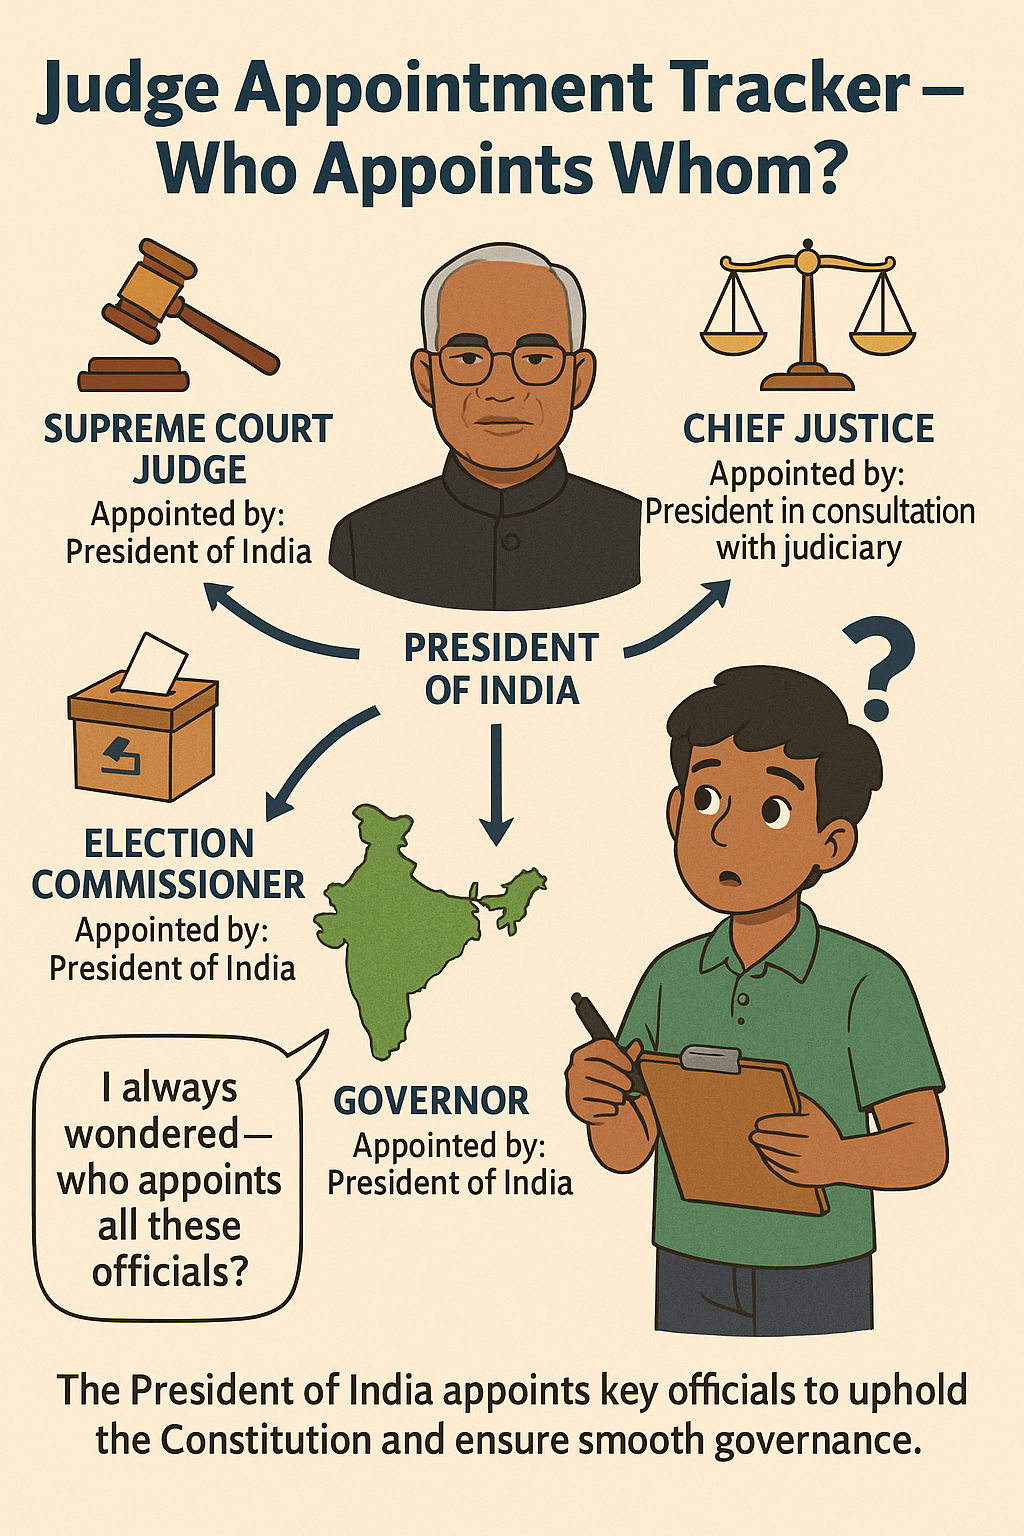 Judge Appointment Tracker –
Who Appoints Whom?
SUPREME COURT
JUDGE
Appointed by:
President of India
CHIEF JUSTICE
Appointed by:
President in consultation
with judiciary
PRESIDENT
OF INDIA
?
ELECTION
COMMISSIONER
Appointed by:
President of India
GOVERNOR
Appointed by:
President of India
I always
wondered—
who appoints
all these
officials?
The President of India appoints key officials to uphold
the Constitution and ensure smooth governance.